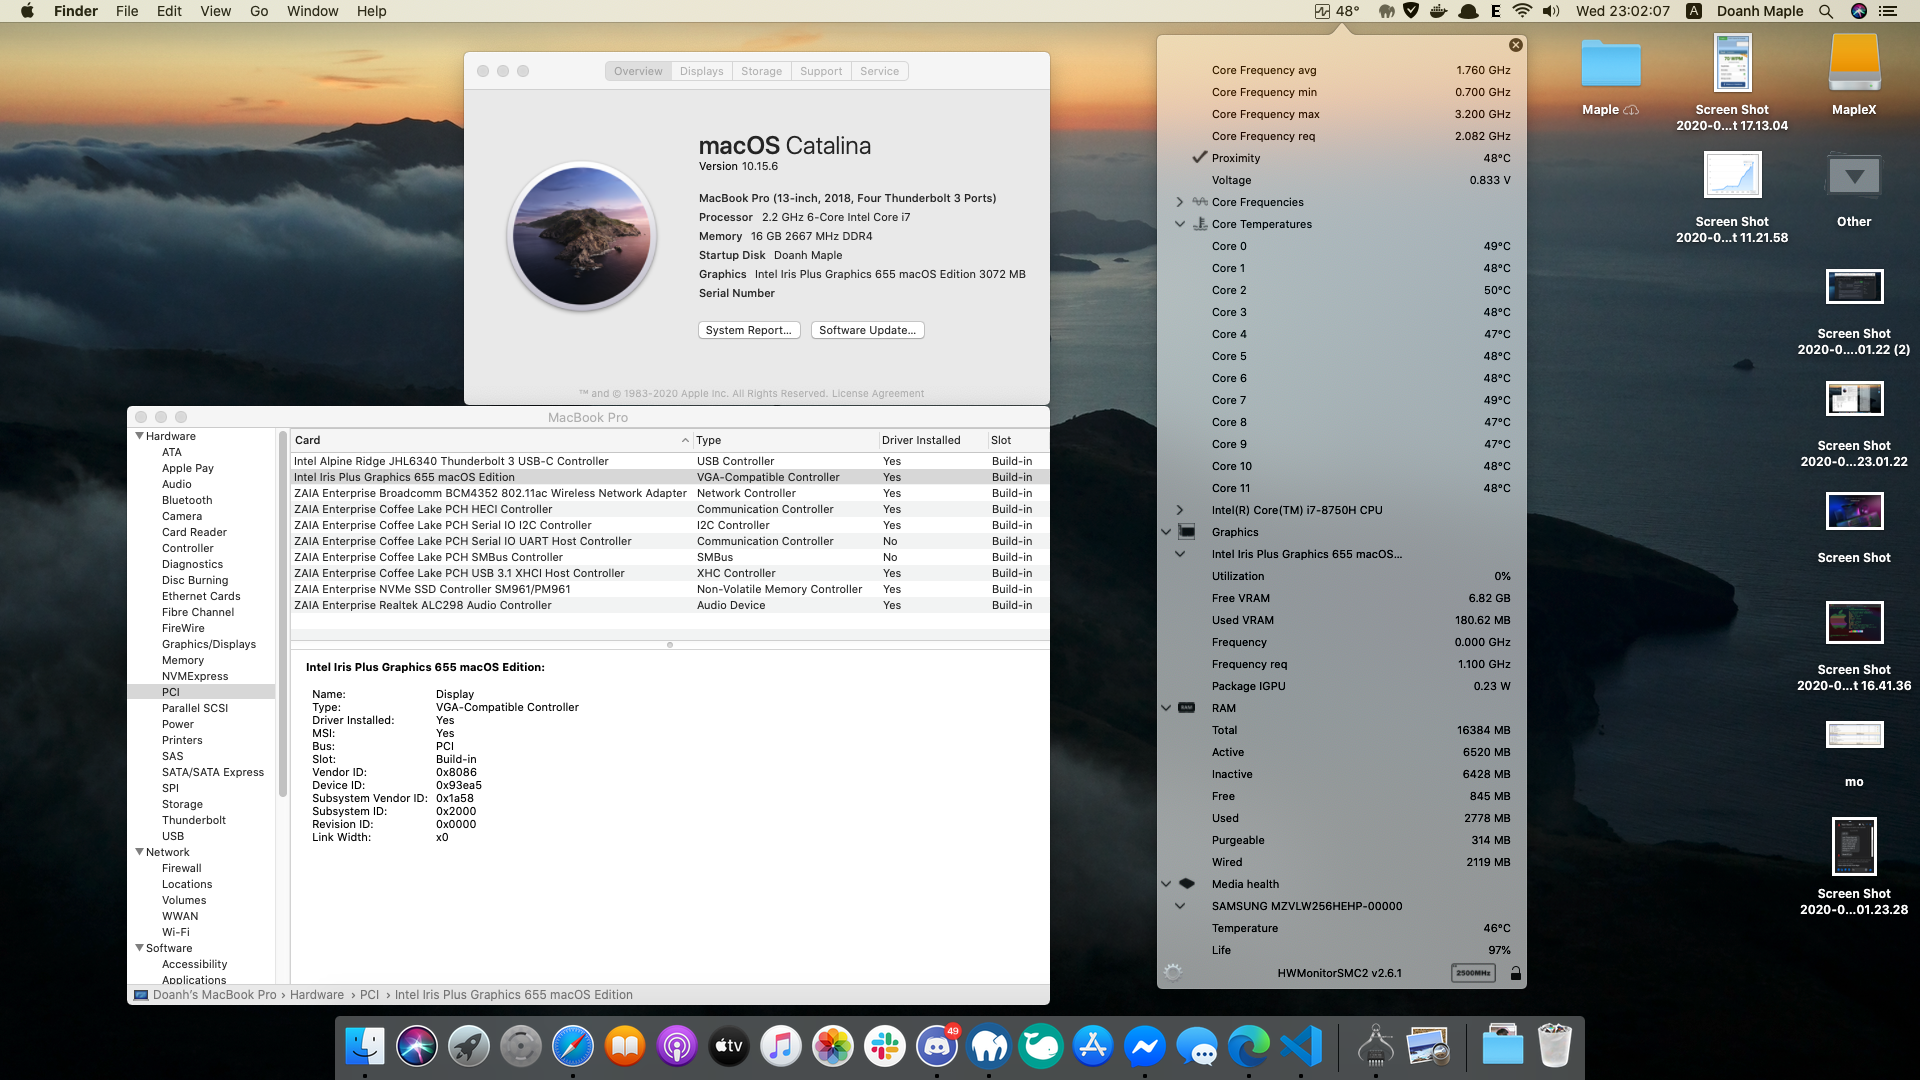 Finder File Edit View Go Window Help
48° E Wed 23:02:07 A Doanh Maple
Overview Displays Storage Support Service
macOS Catalina
Version 10.15.6
MacBook Pro (13-inch, 2018, Four Thunderbolt 3 Ports)
Processor 2.2 GHz 6-Core Intel Core i7
Memory 16 GB 2667 MHz DDR4
Startup Disk Doanh Maple
Graphics Intel Iris Plus Graphics 655 macOS Edition 3072 MB
Serial Number
System Report... Software Update...
™ and © 1983-2020 Apple Inc. All Rights Reserved. License Agreement
MacBook Pro
Hardware
ATA
Apple Pay
Audio
Bluetooth
Camera
Card Reader
Controller
Diagnostics
Disc Burning
Ethernet Cards
Fibre Channel
FireWire
Graphics/Displays
Memory
NVMExpress
PCI
Parallel SCSI
Power
Printers
SAS
SATA/SATA Express
SPI
Storage
Thunderbolt
USB
Network
Firewall
Locations
Volumes
WWAN
Wi-Fi
Software
Accessibility
Applications
Card Type Driver Installed Slot
Intel Alpine Ridge JHL6340 Thunderbolt 3 USB-C Controller USB Controller Yes Build-in
Intel Iris Plus Graphics 655 macOS Edition VGA-Compatible Controller Yes Build-in
ZAIA Enterprise Broadcomm BCM4352 802.11ac Wireless Network Adapter Network Controller Yes Build-in
ZAIA Enterprise Coffee Lake PCH HECI Controller Communication Controller Yes Build-in
ZAIA Enterprise Coffee Lake PCH Serial IO I2C Controller I2C Controller Yes Build-in
ZAIA Enterprise Coffee Lake PCH Serial IO UART Host Controller Communication Controller No Build-in
ZAIA Enterprise Coffee Lake PCH SMBus Controller SMBus No Build-in
ZAIA Enterprise Coffee Lake PCH USB 3.1 XHCI Host Controller XHC Controller Yes Build-in
ZAIA Enterprise NVMe SSD Controller SM961/PM961 Non-Volatile Memory Controller Yes Build-in
ZAIA Enterprise Realtek ALC298 Audio Controller Audio Device Yes Build-in
Intel Iris Plus Graphics 655 macOS Edition:
Name: Display
Type: VGA-Compatible Controller
Driver Installed: Yes
MSI: Yes
Bus: PCI
Slot: Build-in
Vendor ID: 0x8086
Device ID: 0x93ea5
Subsystem Vendor ID: 0x1a58
Subsystem ID: 0x2000
Revision ID: 0x0000
Link Width: x0
Doanh's MacBook Pro › Hardware › PCI › Intel Iris Plus Graphics 655 macOS Edition
Core Frequency avg 1.760 GHz
Core Frequency min 0.700 GHz
Core Frequency max 3.200 GHz
Core Frequency req 2.082 GHz
Proximity 48°C
Voltage 0.833 V
Core Frequencies
Core Temperatures
Core 0 49°C
Core 1 48°C
Core 2 50°C
Core 3 48°C
Core 4 47°C
Core 5 48°C
Core 6 48°C
Core 7 49°C
Core 8 47°C
Core 9 47°C
Core 10 48°C
Core 11 48°C
Intel(R) Core(TM) i7-8750H CPU
Graphics
Intel Iris Plus Graphics 655 macOS...
Utilization 0%
Free VRAM 6.82 GB
Used VRAM 180.62 MB
Frequency 0.000 GHz
Frequency req 1.100 GHz
Package IGPU 0.23 W
RAM
Total 16384 MB
Active 6520 MB
Inactive 6428 MB
Free 845 MB
Used 2778 MB
Purgeable 314 MB
Wired 2119 MB
Media health
SAMSUNG MZVLW256HEHP-00000
Temperature 46°C
Life 97%
HWMonitorSMC2 v2.6.1 2500MHz
Maple
Screen Shot
2020-0...t 17.13.04
MapleX
Screen Shot
2020-0...t 11.21.58
Other
Screen Shot
2020-0....01.22 (2)
Screen Shot
2020-0...23.01.22
Screen Shot
Screen Shot
2020-0...t 16.41.36
mo
Screen Shot
2020-0...01.23.28
tv
49